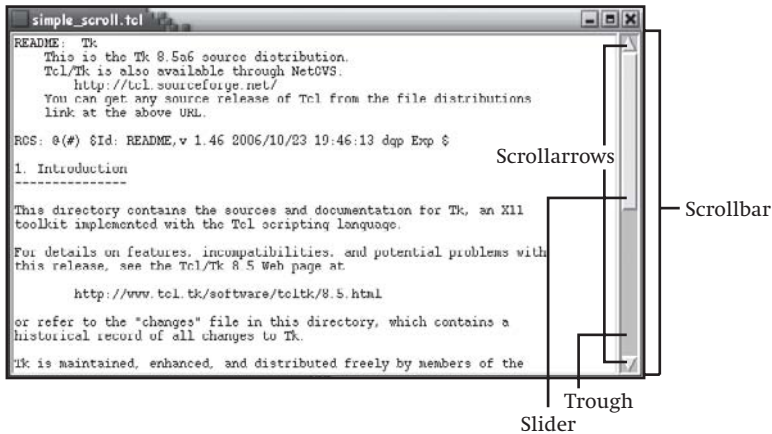 simple_scroll.tcl
README: Tk
This is the Tk 8.5a6 source distribution.
Tcl/Tk is also available through NetCVS.
http://tcl.sourceforge.net/
You can get any source release of Tcl from the file distributions
link at the above URL.
RCS: @(#) $Id: README,v 1.46 2006/10/23 19:46:13 dgp Exp $
1. Introduction
---------------
This directory contains the sources and documentation for Tk, an X11
toolkit implemented with the Tcl scripting language.
For details on features, incompatibilities, and potential problems with
this release, see the Tcl/Tk 8.5 Web page at
http://www.tcl.tk/software/tcltk/8.5.html
or refer to the "changes" file in this directory, which contains a
historical record of all changes to Tk.
Tk is maintained, enhanced, and distributed freely by members of the
Scrollarrows
Scrollbar
Trough
Slider